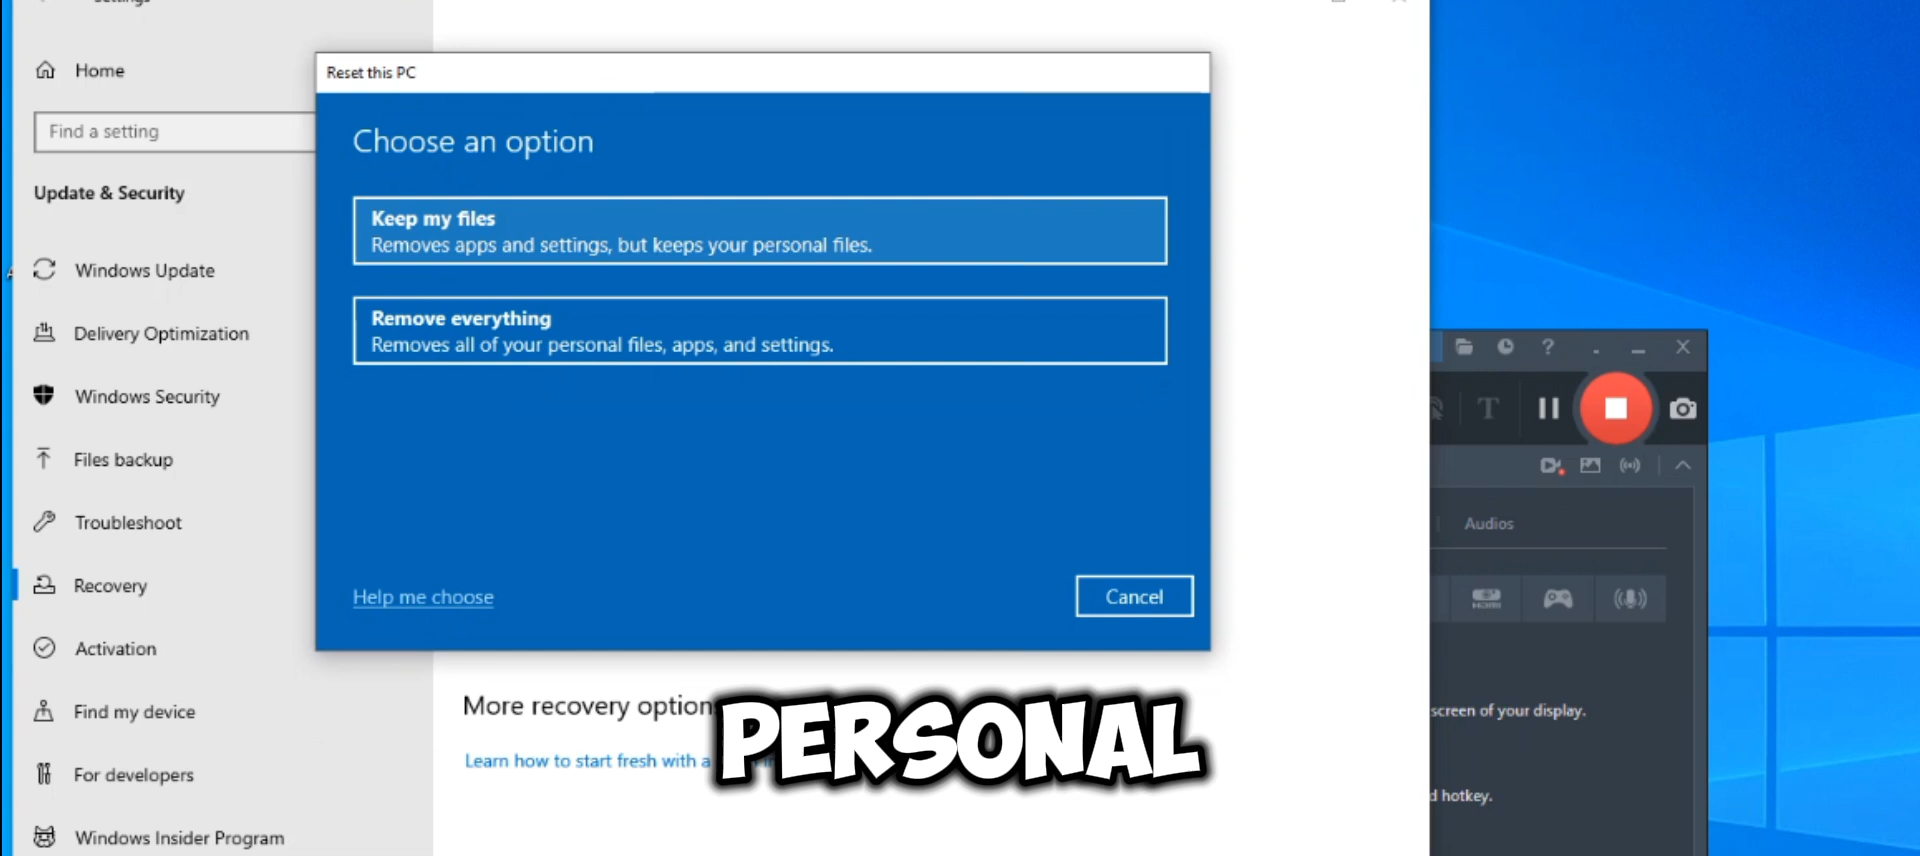 Home
Find a setting
Update & Security
Windows Update
Delivery Optimization
Windows Security
Files backup
Troubleshoot
Recovery
Activation
Find my device
For developers
Windows Insider Program
Reset this PC
Choose an option
Keep my files
Removes apps and settings, but keeps your personal files.
Remove everything
Removes all of your personal files, apps, and settings.
Help me choose
Cancel
More recovery option
Learn how to start fresh with a
PERSONAL
Audios
screen of your display.
d hotkey.